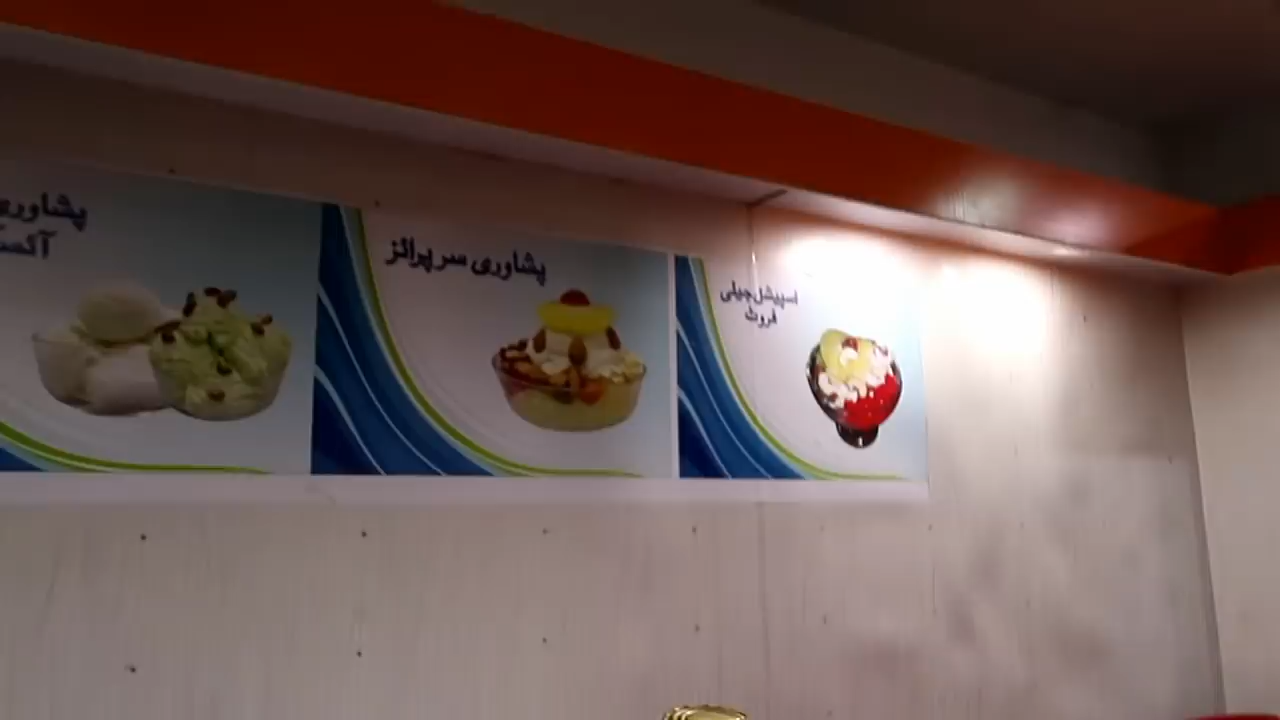 پشاوری سرپرائز
اسپیشل جیلی
فروٹ
پشاوری